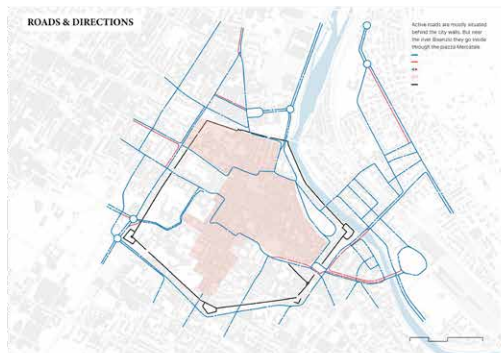 ROADS & DIRECTIONS
Active roads are mostly situated
behind the city walls. But near
the river Bisenzio they go inside
through the piazza Mercatale.